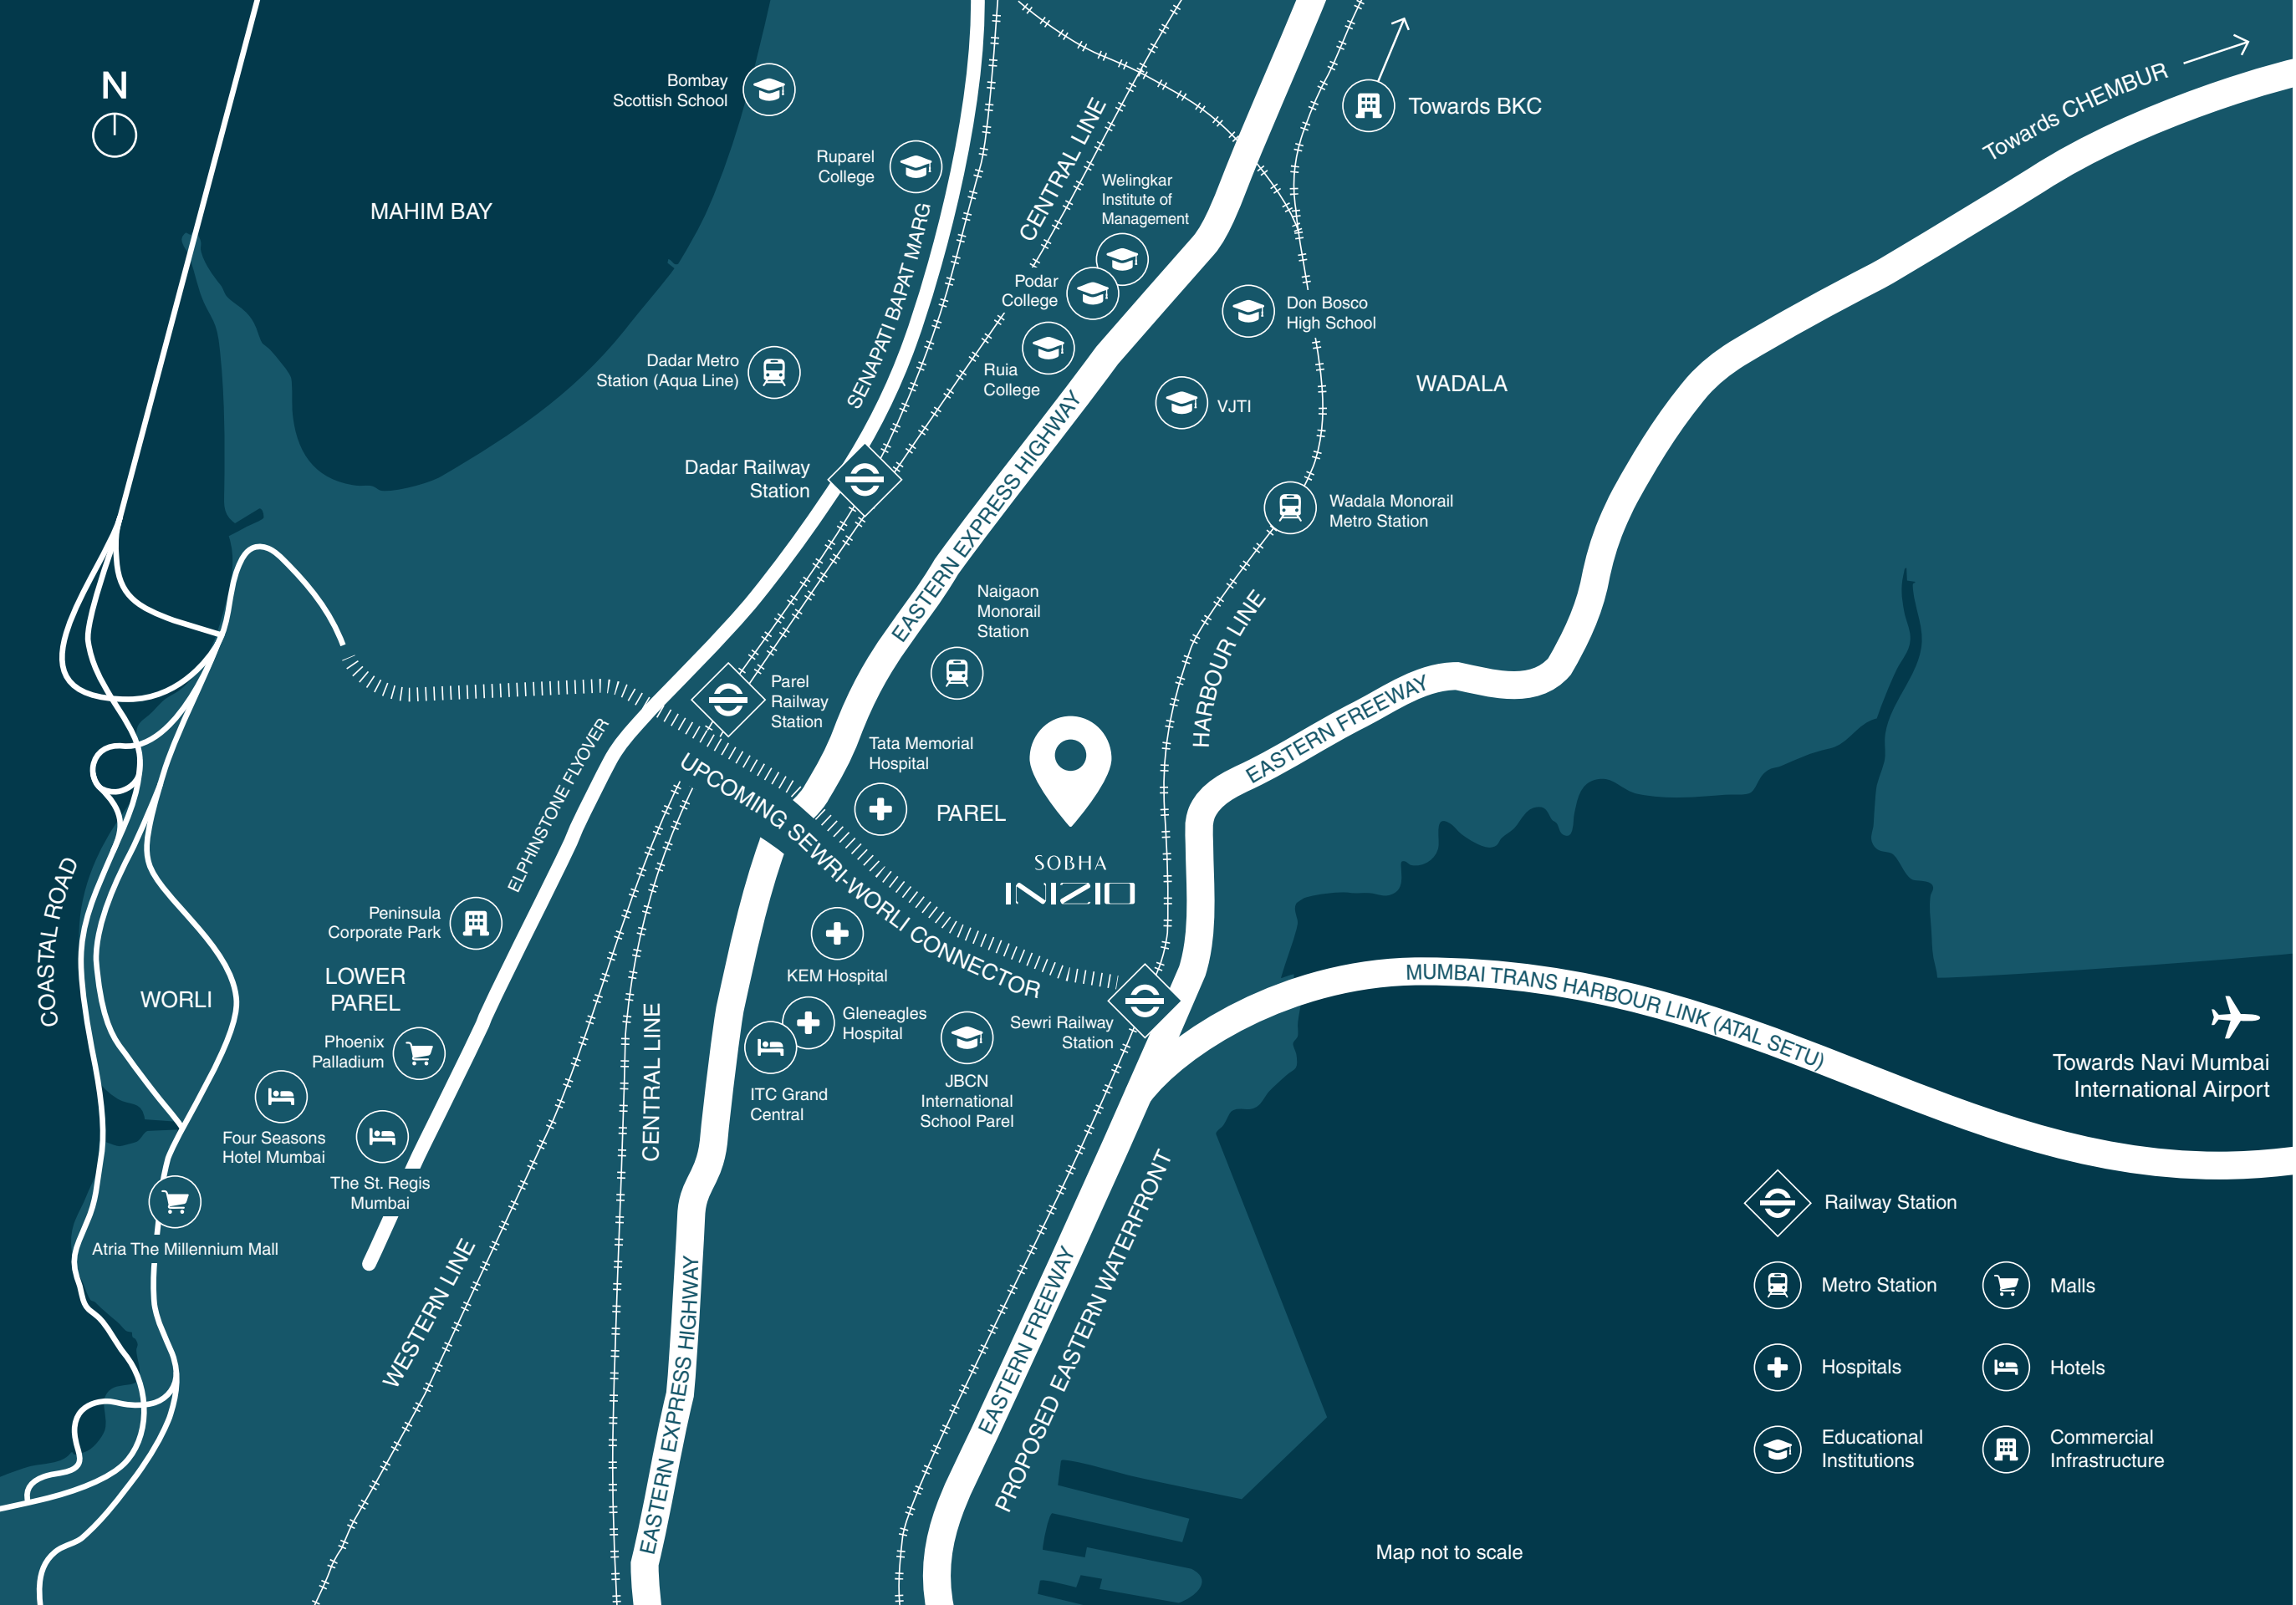 N
MAHIM BAY
Bombay
Scottish School
Ruparel
College
SENAPATI BAPAT MARG
CENTRAL LINE
Welingkar
Institute of
Management
Podar
College
Ruia
College
Towards BKC
Towards CHEMBUR
Don Bosco
High School
VJTI
WADALA
Dadar Metro
Station (Aqua Line)
Dadar Railway
Station
EASTERN EXPRESS HIGHWAY
Wadala Monorail
Metro Station
Naigaon
Monorail
Station
HARBOUR LINE
Parel
Railway
Station
Tata Memorial
Hospital
PAREL
EASTERN FREEWAY
ELPHINSTONE FLYOVER
UPCOMING SEWRI-WORLI CONNECTOR
SOBHA
INIZIO
COASTAL ROAD
WORLI
Peninsula
Corporate Park
LOWER
PAREL
Phoenix
Palladium
KEM Hospital
Gleneagles
Hospital
ITC Grand
Central
JBCN
International
School Parel
Sewri Railway
Station
MUMBAI TRANS HARBOUR LINK (ATAL SETU)
Towards Navi Mumbai
International Airport
CENTRAL LINE
Four Seasons
Hotel Mumbai
The St. Regis
Mumbai
Atria The Millennium Mall
WESTERN LINE
EASTERN EXPRESS HIGHWAY
EASTERN FREEWAY
PROPOSED EASTERN WATERFRONT
Railway Station
Metro Station
Malls
Hospitals
Hotels
Educational
Institutions
Commercial
Infrastructure
Map not to scale